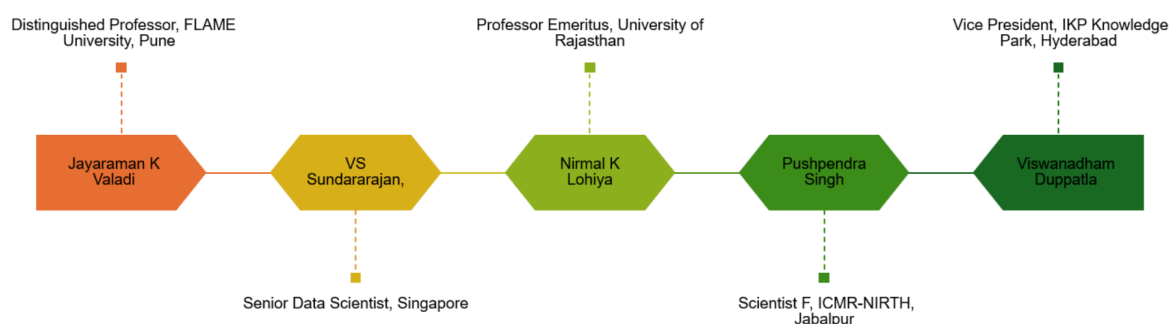 Distinguished Professor, FLAME
University, Pune
Professor Emeritus, University of
Rajasthan
Vice President, IKP Knowledge
Park, Hyderabad
Jayaraman K
Valadi
VS
Sundararajan,
Nirmal K
Lohiya
Pushpendra
Singh
Viswanadham
Duppatla
Senior Data Scientist, Singapore
Scientist F, ICMR-NIRTH,
Jabalpur